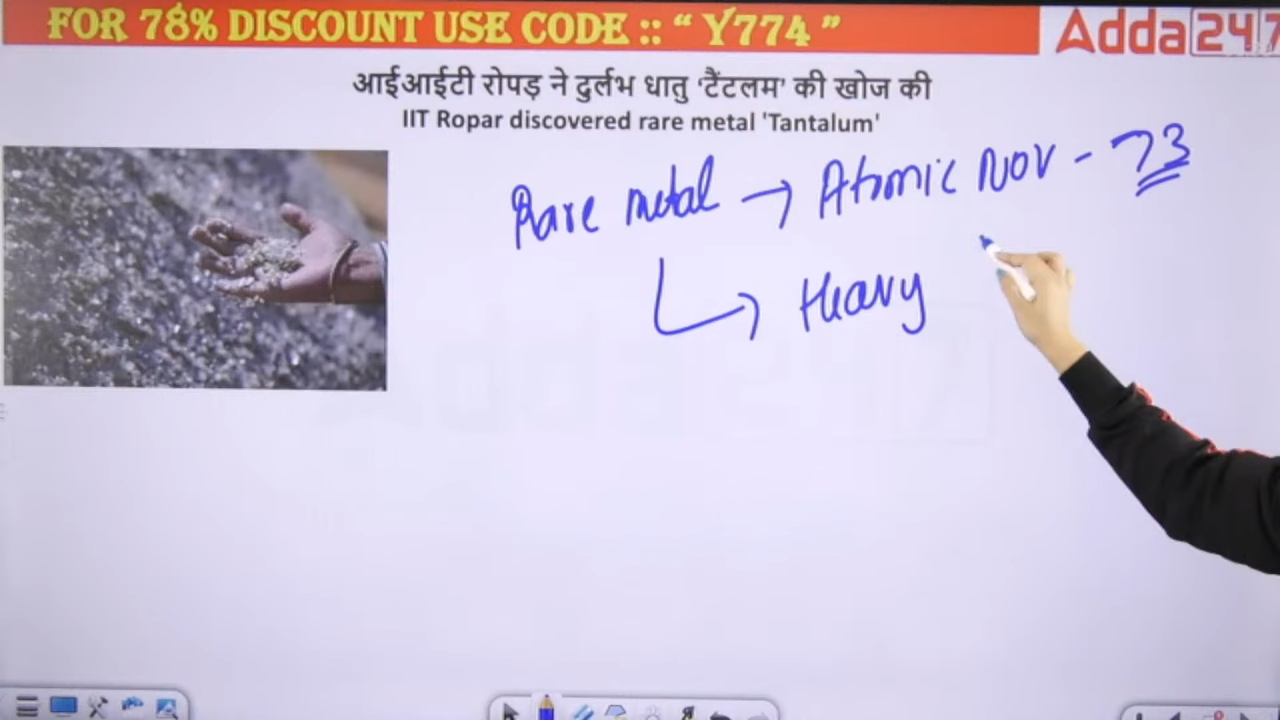 FOR 78% DISCOUNT USE CODE :: “ Y774 ”
Adda247
आईआईटी रोपड़ ने दुर्लभ धातु 'टैंटलम' की खोज की
IIT Ropar discovered rare metal 'Tantalum'
Rare metal → Atomic No - 73
Heavy